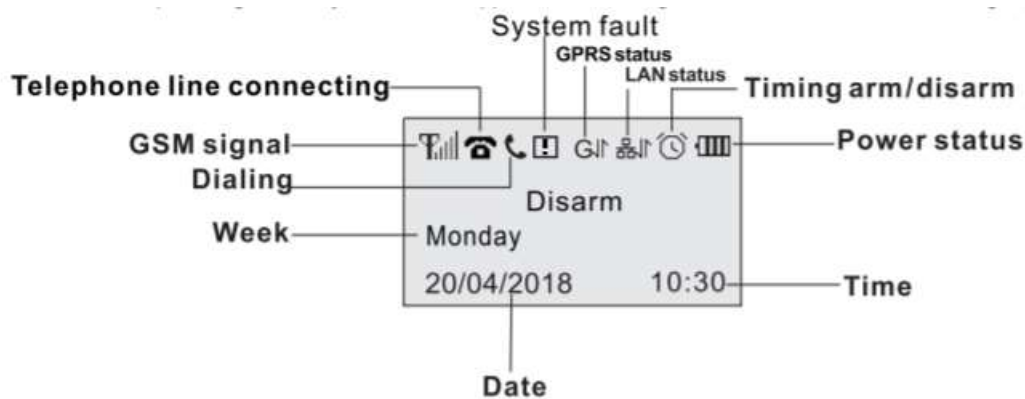 System fault
GPRS status
LAN status
Telephone line connecting
Timing arm/disarm
GSM signal
Power status
Dialing
Disarm
Week
Monday
20/04/2018 10:30
Time
Date